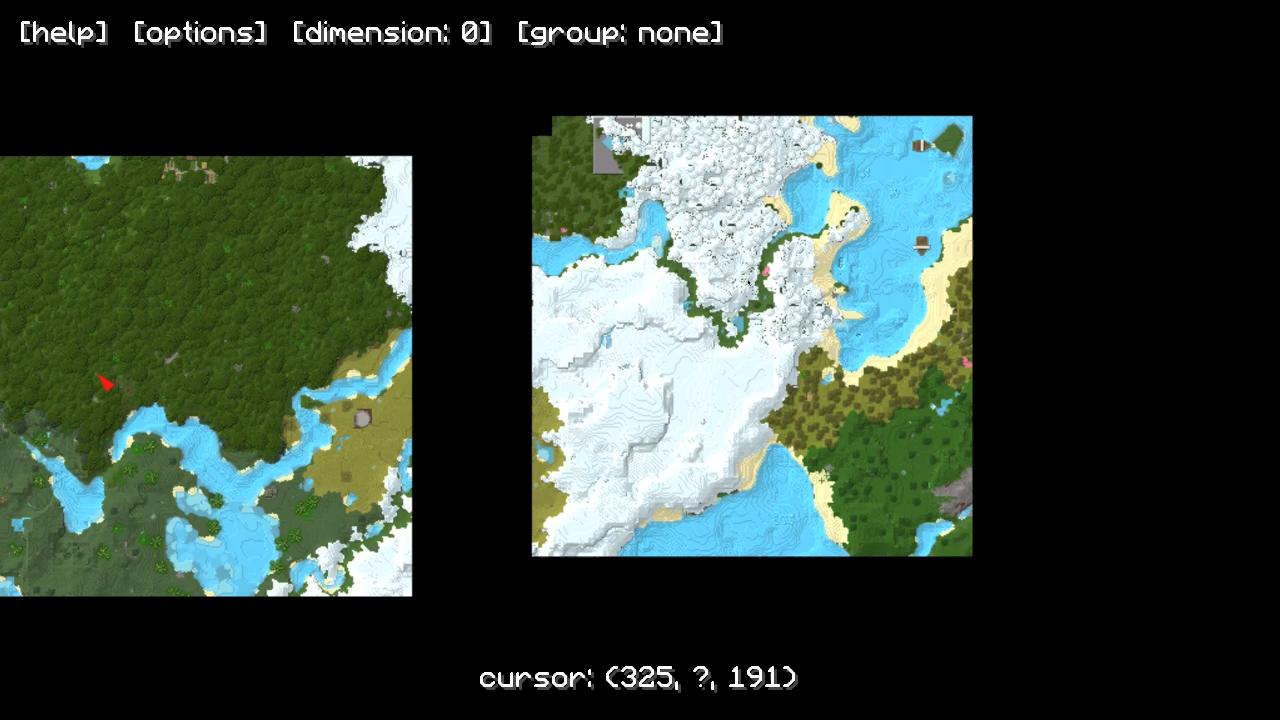 [help] [options] [dimension: 0] [group: none]
cursor: (325, ?, 191)